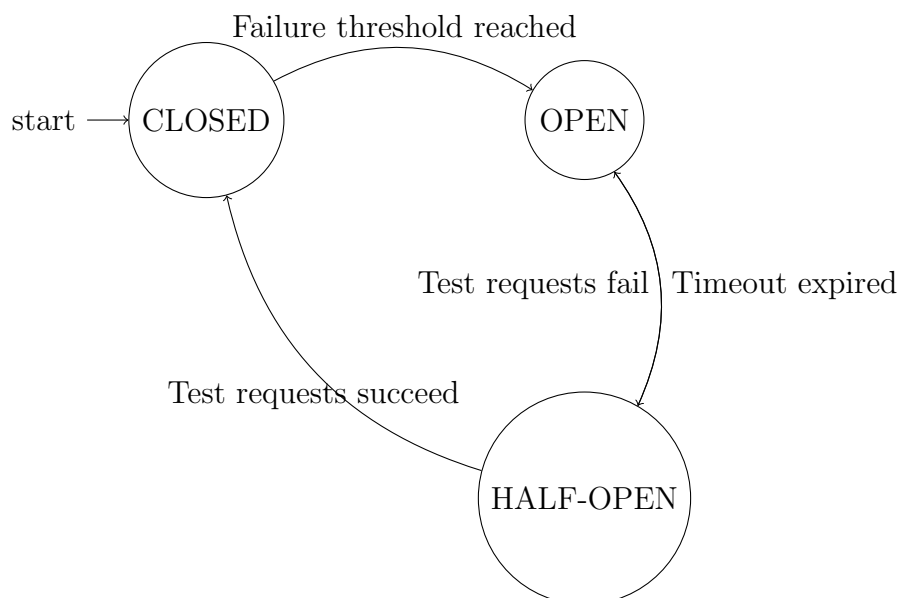 Failure threshold reached
start
CLOSED
OPEN
Test requests fail
Timeout expired
Test requests succeed
HALF-OPEN